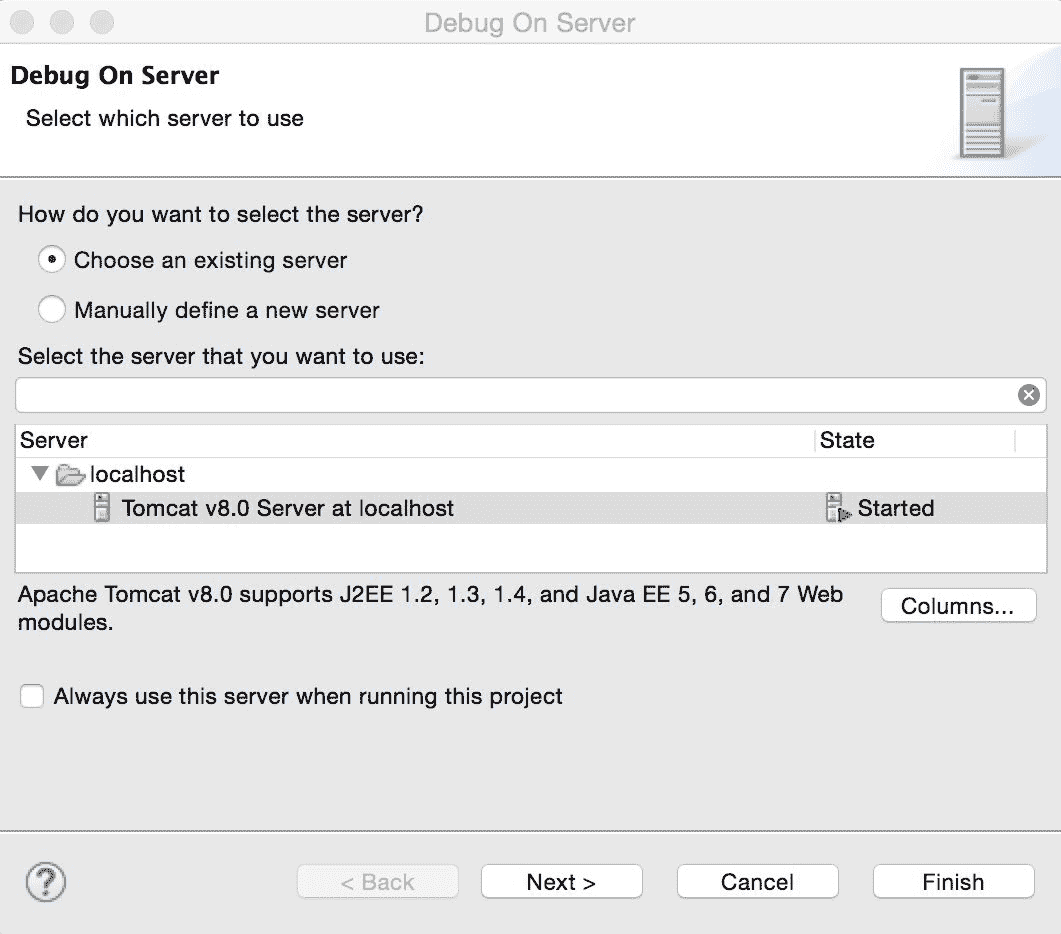 Debug On Server
Debug On Server
Select which server to use
How do you want to select the server?
Choose an existing server
Manually define a new server
Select the server that you want to use:
Server State
localhost
Tomcat v8.0 Server at localhost Started
Apache Tomcat v8.0 supports J2EE 1.2, 1.3, 1.4, and Java EE 5, 6, and 7 Web
modules.
Columns...
Always use this server when running this project
? < Back Next > Cancel Finish